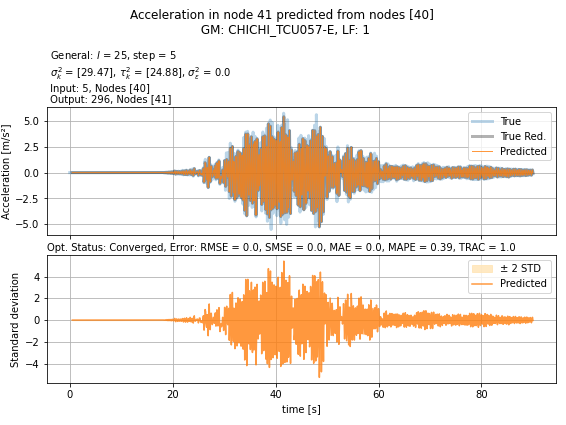 Acceleration in node 41 predicted from nodes [40]
GM: CHICHI_TCU057-E, LF: 1
General: l = 25, step = 5
σ²ₖ = [29.47], τ²ₖ = [24.88], σ²ε = 0.0
Input: 5, Nodes [40]
Output: 296, Nodes [41]
Acceleration [m/s²]
5.0
2.5
0.0
−2.5
−5.0
True
True Red.
Predicted
Opt. Status: Converged, Error: RMSE = 0.0, SMSE = 0.0, MAE = 0.0, MAPE = 0.39, TRAC = 1.0
Standard deviation
4
2
0
−2
−4
± 2 STD
Predicted
0 20 40 60 80
time [s]